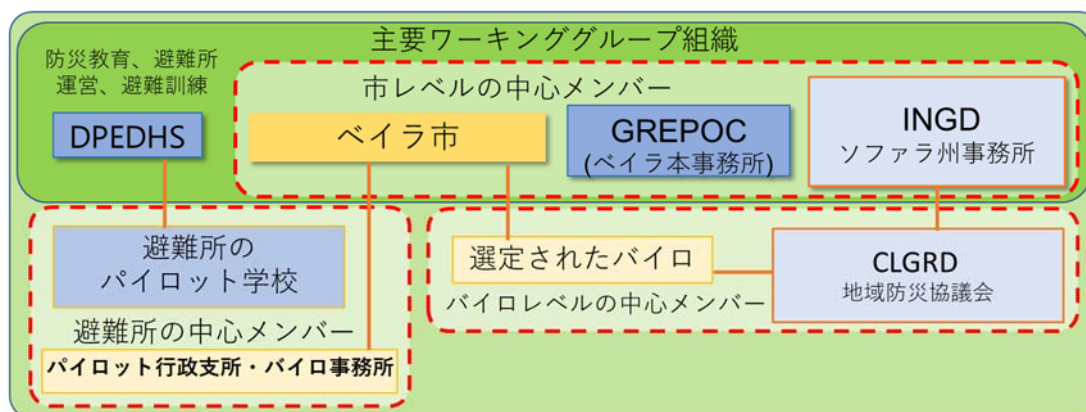 主要ワーキンググループ組織
防災教育、避難所
運営、避難訓練
DPEDHS
市レベルの中心メンバー
ベイラ市
GREPOC
(ベイラ本事務所)
INGD
ソファラ州事務所
避難所の
パイロット学校
避難所の中心メンバー
パイロット行政支所・バイロ事務所
選定されたバイロ
バイロレベルの中心メンバー
CLGRD
地域防災協議会